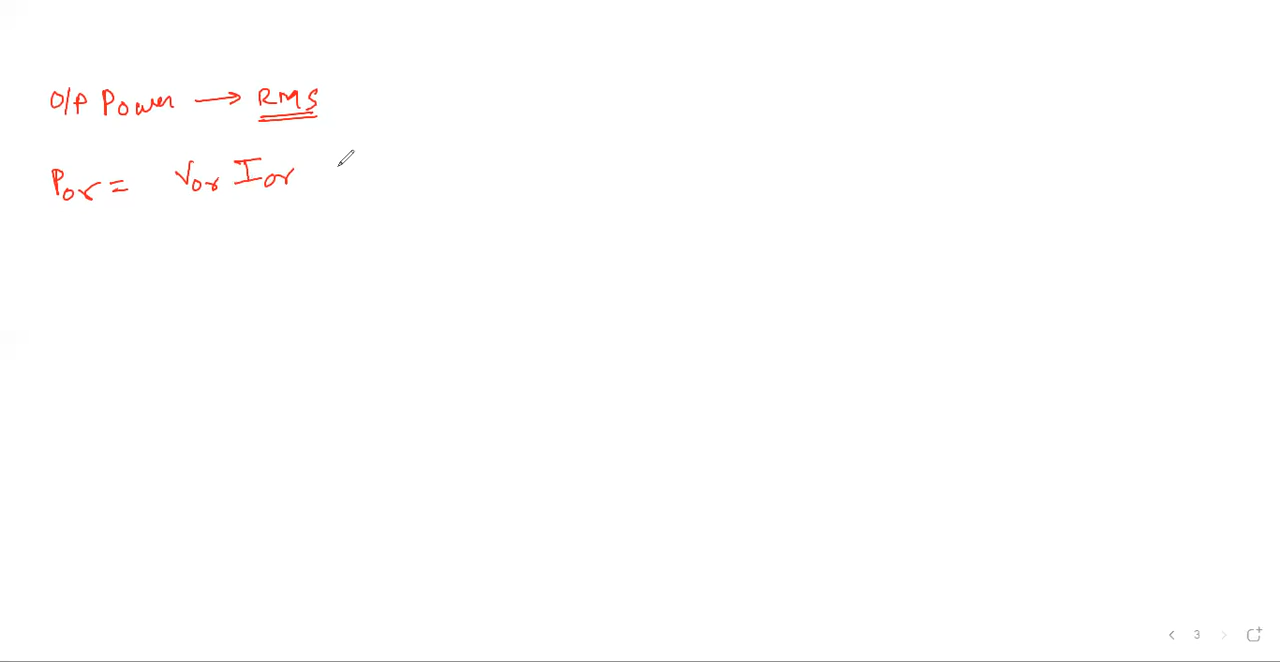 O/P Power → RMS
Por = Vor Ior
3